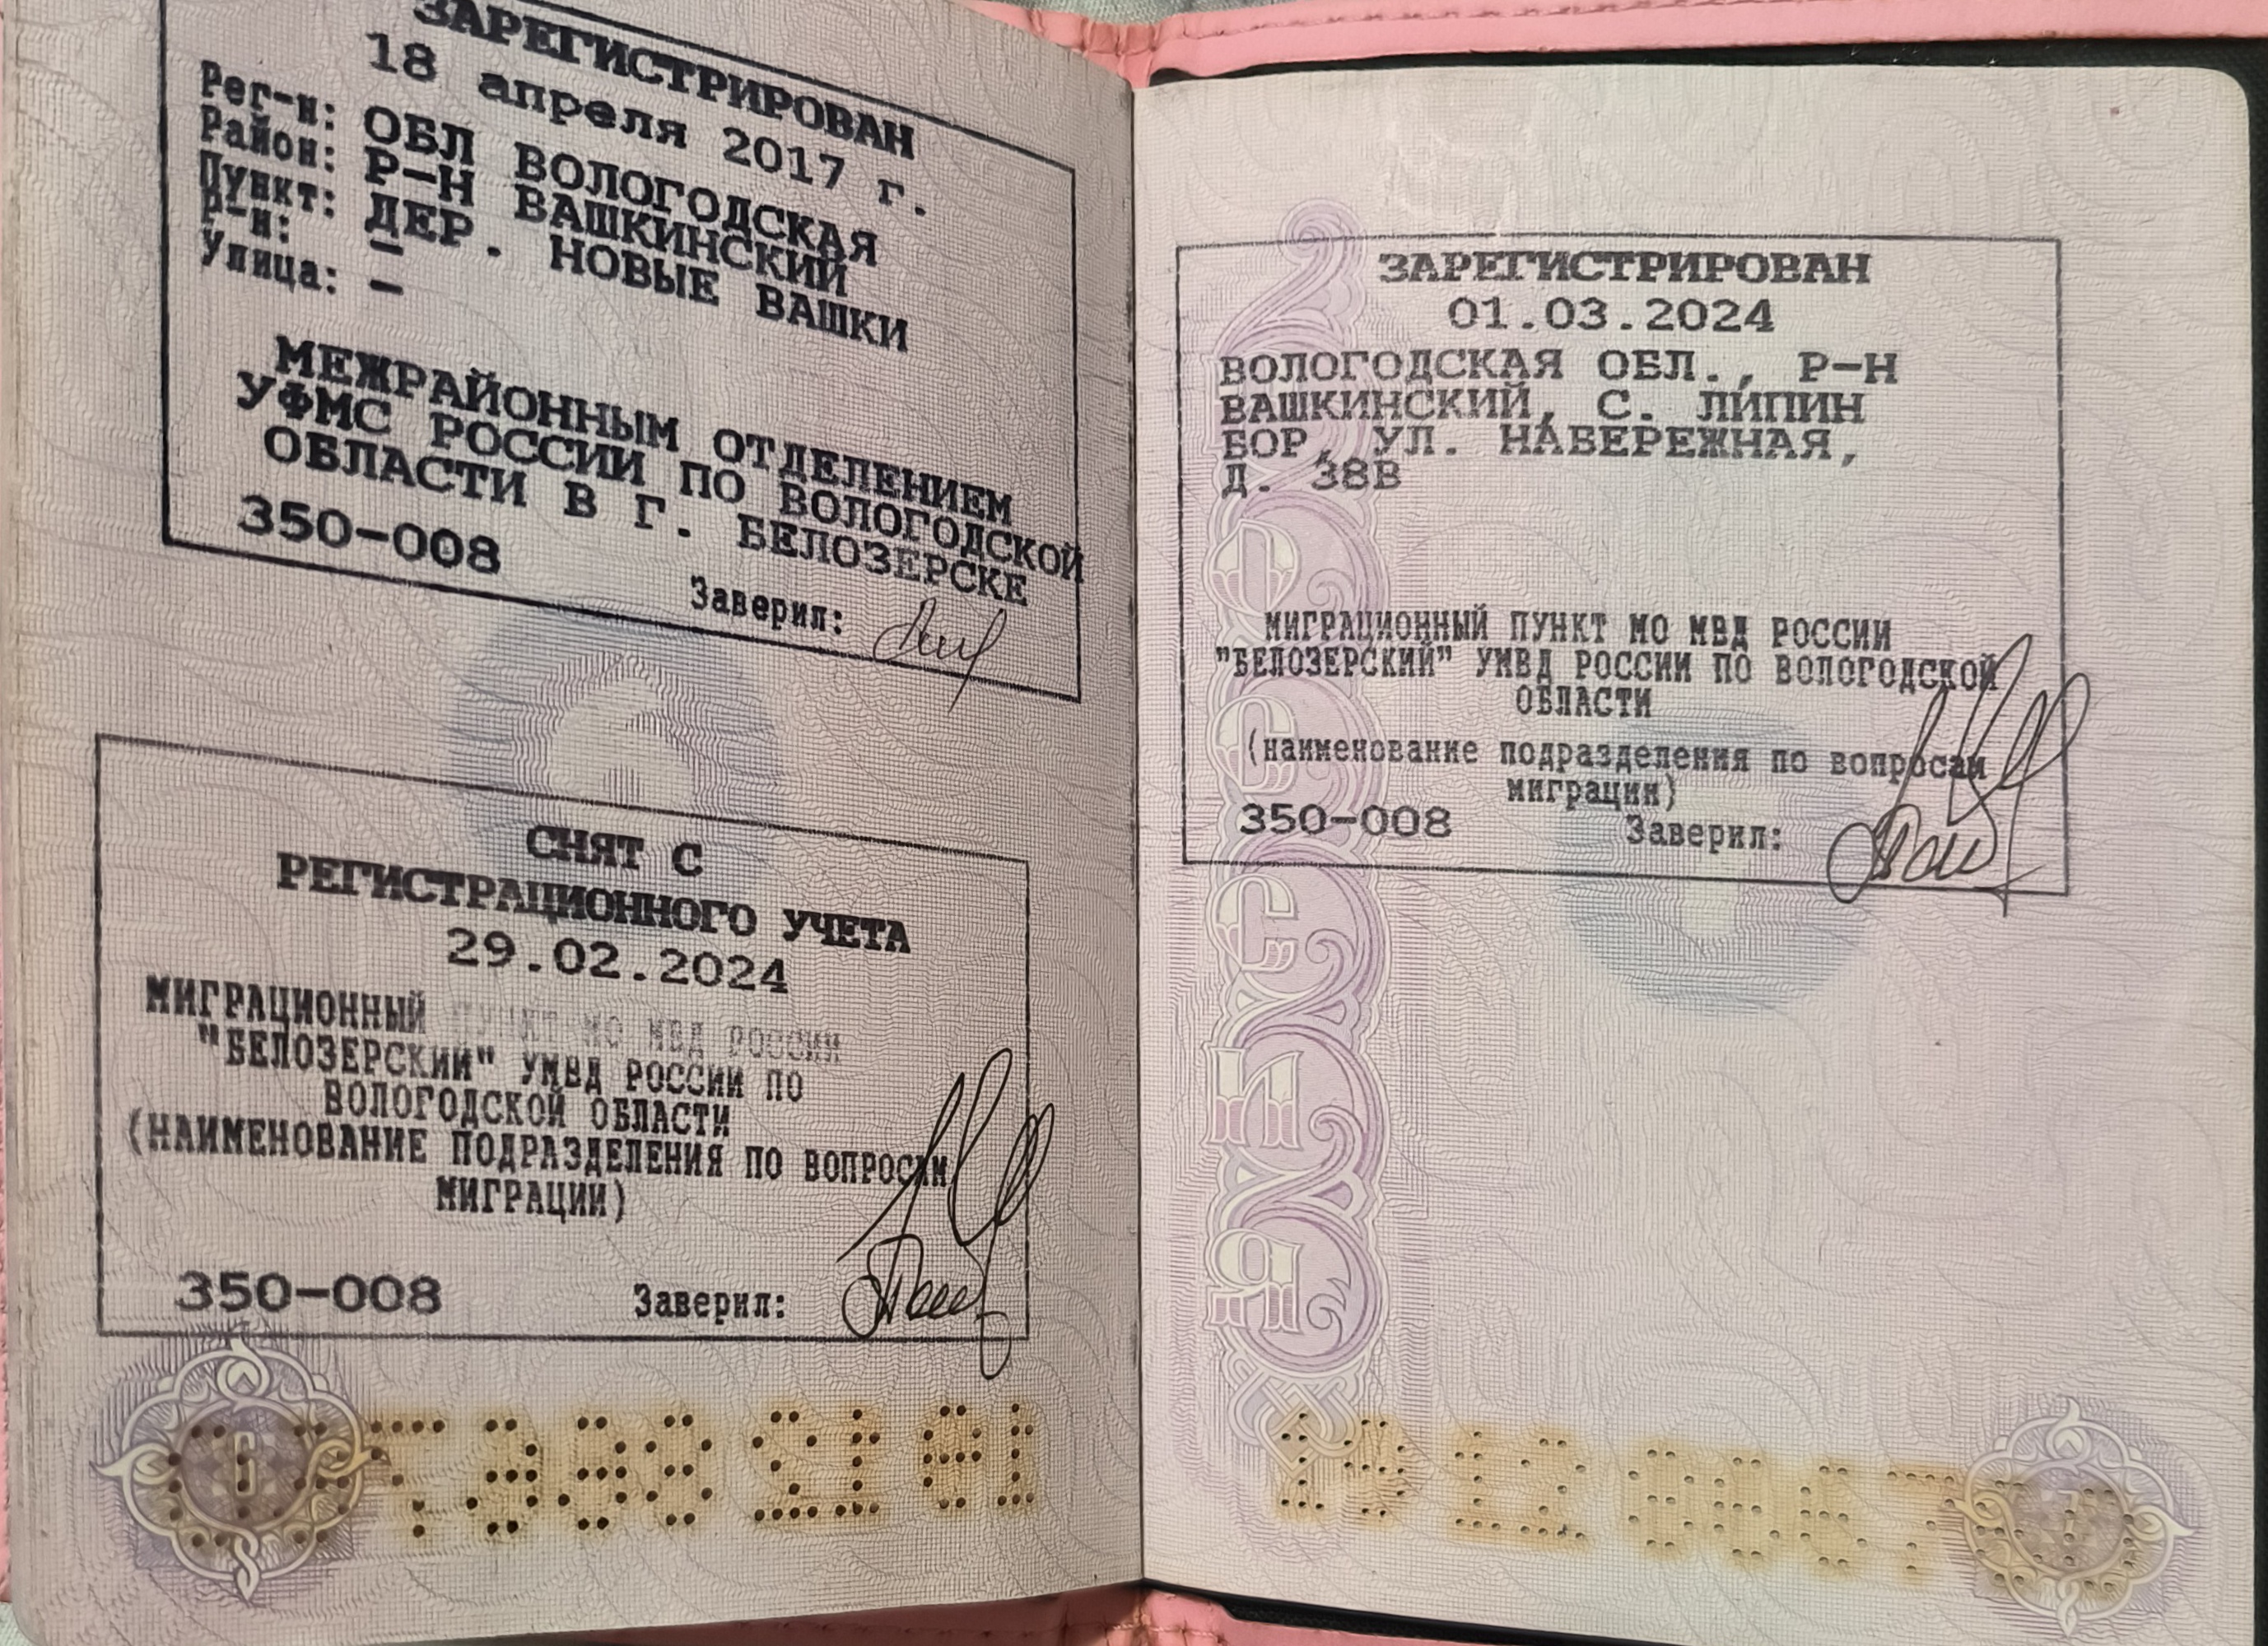 ЗАРЕГИСТРИРОВАН
18 апреля 2017 г.
Рег-н: ОБЛ ВОЛОГОДСКАЯ
Район: Р-Н ВАШКИНСКИЙ
Пункт: ДЕР. НОВЫЕ ВАШКИ
Р-н: -
Улица: -
МЕЖРАЙОННЫМ ОТДЕЛЕНИЕМ
УФМС РОССИИ ПО ВОЛОГОДСКОЙ
ОБЛАСТИ В Г. БЕЛОЗЕРСКЕ
350-008
Заверил:
СНЯТ С
РЕГИСТРАЦИОННОГО УЧЕТА
29.02.2024
МИГРАЦИОННЫЙ ПУНКТ МО МВД РОССИИ
"БЕЛОЗЕРСКИЙ" УМВД РОССИИ ПО
ВОЛОГОДСКОЙ ОБЛАСТИ
(НАИМЕНОВАНИЕ ПОДРАЗДЕЛЕНИЯ ПО ВОПРОСАМ
МИГРАЦИИ)
350-008
Заверил:
6
ЗАРЕГИСТРИРОВАН
01.03.2024
ВОЛОГОДСКАЯ ОБЛ., Р-Н
ВАШКИНСКИЙ, С. ЛИПИН
БОР, УЛ. НАБЕРЕЖНАЯ,
Д. 38В
МИГРАЦИОННЫЙ ПУНКТ МО МВД РОССИИ
"БЕЛОЗЕРСКИЙ" УМВД РОССИИ ПО ВОЛОГОДСКОЙ
ОБЛАСТИ
(наименование подразделения по вопросам
миграции)
350-008
Заверил:
РОССИЯ
7